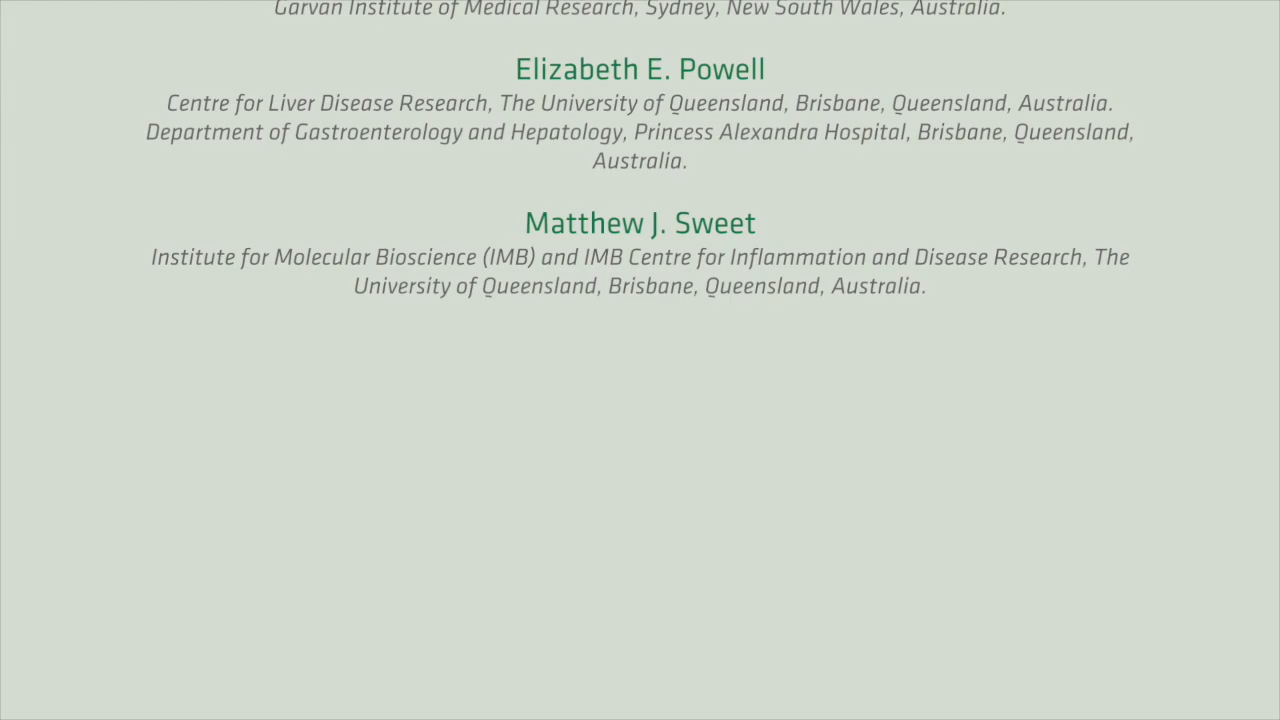 Garvan Institute of Medical Research, Sydney, New South Wales, Australia.
Elizabeth E. Powell
Centre for Liver Disease Research, The University of Queensland, Brisbane, Queensland, Australia.
Department of Gastroenterology and Hepatology, Princess Alexandra Hospital, Brisbane, Queensland,
Australia.
Matthew J. Sweet
Institute for Molecular Bioscience (IMB) and IMB Centre for Inflammation and Disease Research, The
University of Queensland, Brisbane, Queensland, Australia.